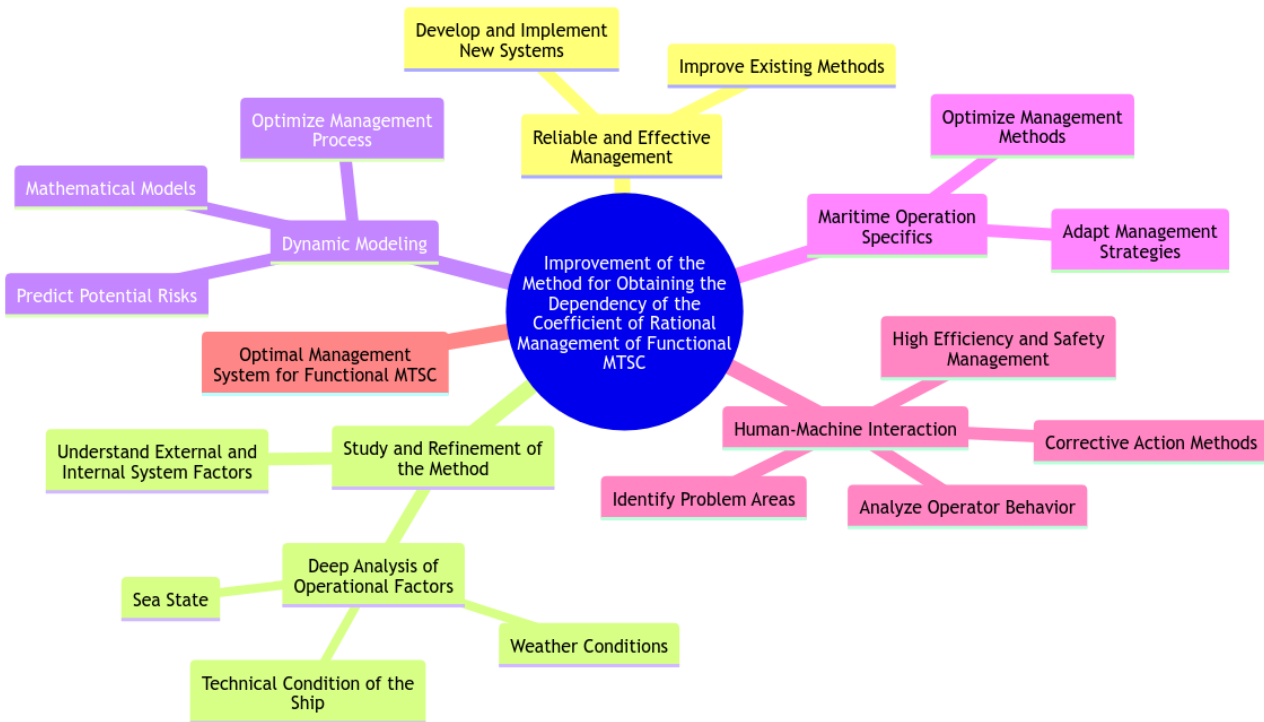 Develop and Implement
New Systems
Improve Existing Methods
Reliable and Effective
Management
Optimize Management
Process
Mathematical Models
Dynamic Modeling
Predict Potential Risks
Optimize Management
Methods
Maritime Operation
Specifics
Adapt Management
Strategies
Improvement of the
Method for Obtaining the
Dependency of the
Coefficient of Rational
Management of Functional
MTSC
Optimal Management
System for Functional MTSC
High Efficiency and Safety
Management
Human-Machine Interaction
Corrective Action Methods
Identify Problem Areas
Analyze Operator Behavior
Study and Refinement of
the Method
Understand External and
Internal System Factors
Deep Analysis of
Operational Factors
Sea State
Weather Conditions
Technical Condition of the
Ship